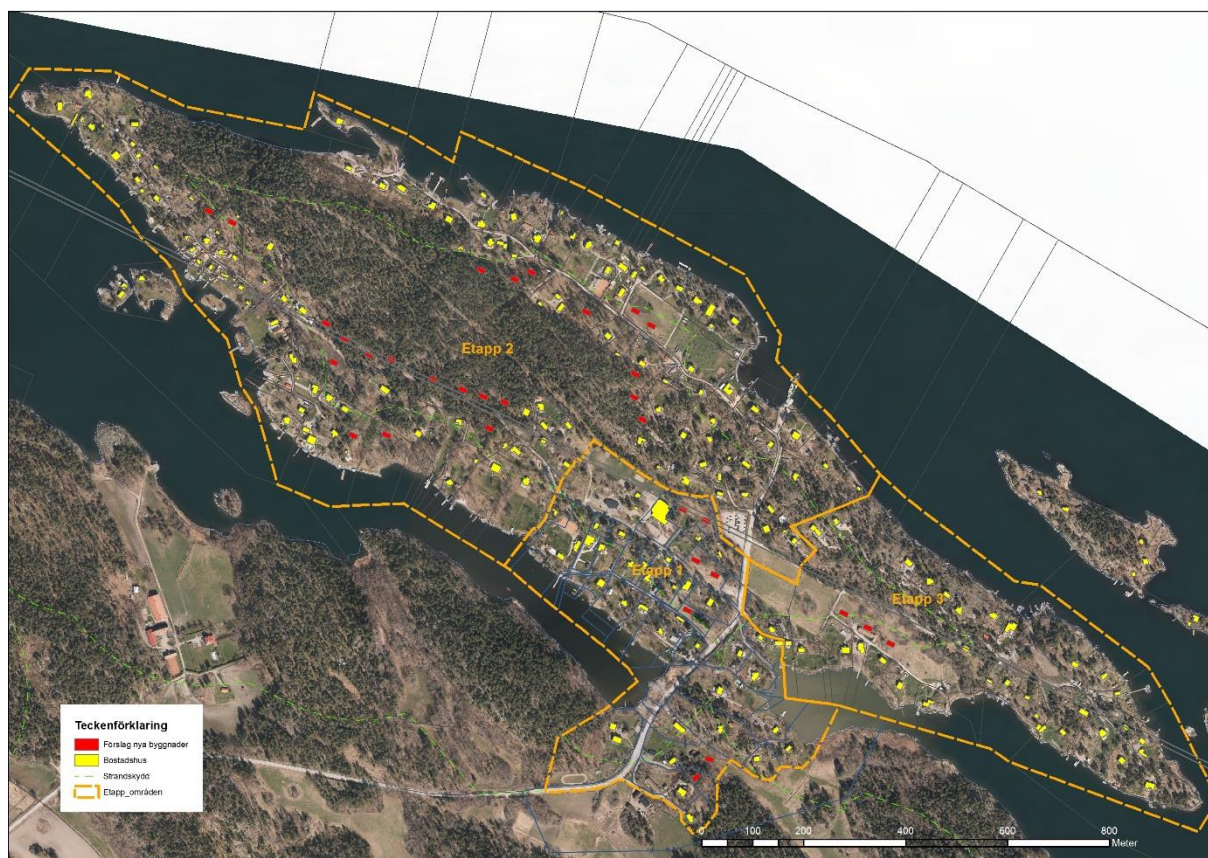 Etapp 2
Etapp 1
Etapp 3
Teckenförklaring
Förslag nya byggnader
Bostadshus
Strandskydd
Etapp_områden
0 100 200 400 600 800
Meter